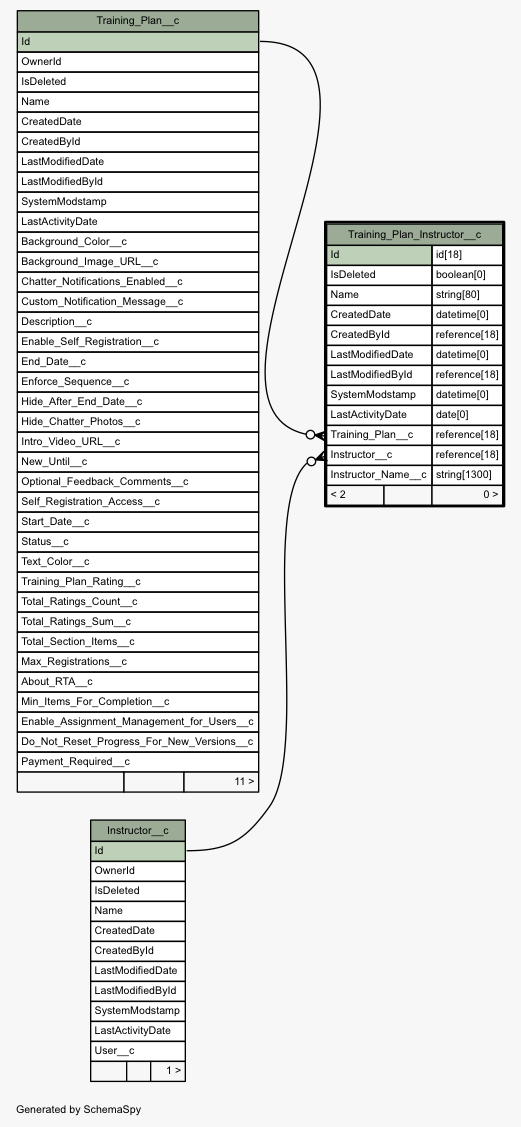 Training_Plan__c
Id
OwnerId
IsDeleted
Name
CreatedDate
CreatedById
LastModifiedDate
LastModifiedById
SystemModstamp
LastActivityDate
Background_Color__c
Background_Image_URL__c
Chatter_Notifications_Enabled__c
Custom_Notification_Message__c
Description__c
Enable_Self_Registration__c
End_Date__c
Enforce_Sequence__c
Hide_After_End_Date__c
Hide_Chatter_Photos__c
Intro_Video_URL__c
New_Until__c
Optional_Feedback_Comments__c
Self_Registration_Access__c
Start_Date__c
Status__c
Text_Color__c
Training_Plan_Rating__c
Total_Ratings_Count__c
Total_Ratings_Sum__c
Total_Section_Items__c
Max_Registrations__c
About_RTA__c
Min_Items_For_Completion__c
Enable_Assignment_Management_for_Users__c
Do_Not_Reset_Progress_For_New_Versions__c
Payment_Required__c
11 >
Training_Plan_Instructor__c
Id id[18]
IsDeleted boolean[0]
Name string[80]
CreatedDate datetime[0]
CreatedById reference[18]
LastModifiedDate datetime[0]
LastModifiedById reference[18]
SystemModstamp datetime[0]
LastActivityDate date[0]
Training_Plan__c reference[18]
Instructor__c reference[18]
Instructor_Name__c string[1300]
< 2 0 >
Instructor__c
Id
OwnerId
IsDeleted
Name
CreatedDate
CreatedById
LastModifiedDate
LastModifiedById
SystemModstamp
LastActivityDate
User__c
1 >
Generated by SchemaSpy